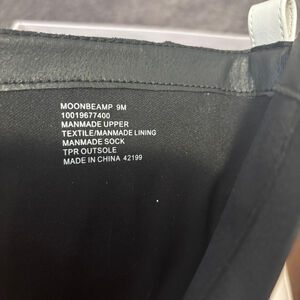 MOONBEAMP 9M
10019677400
MANMADE UPPER
TEXTILE/MANMADE LINING
MANMADE SOCK
TPR OUTSOLE
MADE IN CHINA 42199